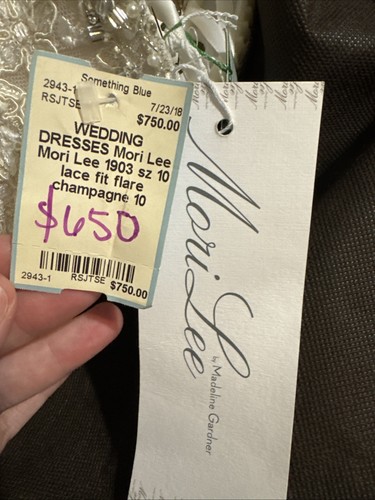 Something Blue
2943-1
7/23/18
RSJTSE
$750.00
WEDDING
DRESSES Mori Lee
Mori Lee 1903 sz 10
lace fit flare
champagne 10
$650
2943-1 RSJTSE $750.00
Mori Lee
by Madeline Gardner